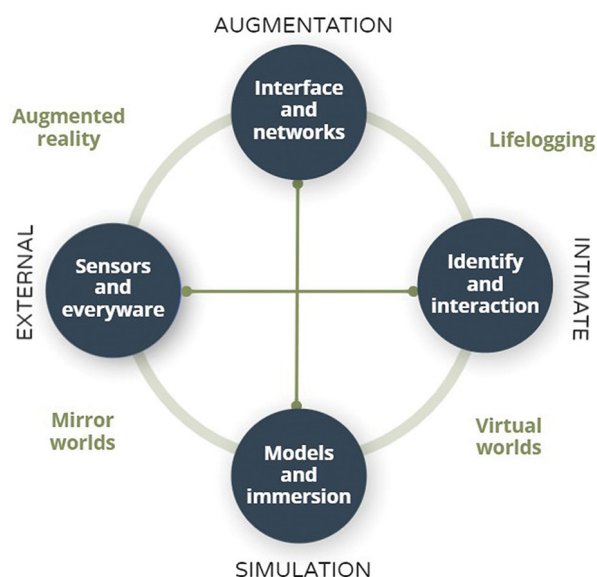 AUGMENTATION
Interface
and
networks
Augmented
reality
Lifelogging
EXTERNAL
Sensors
and
everyware
Identify
and
interaction
INTIMATE
Mirror
worlds
Virtual
worlds
Models
and
immersion
SIMULATION